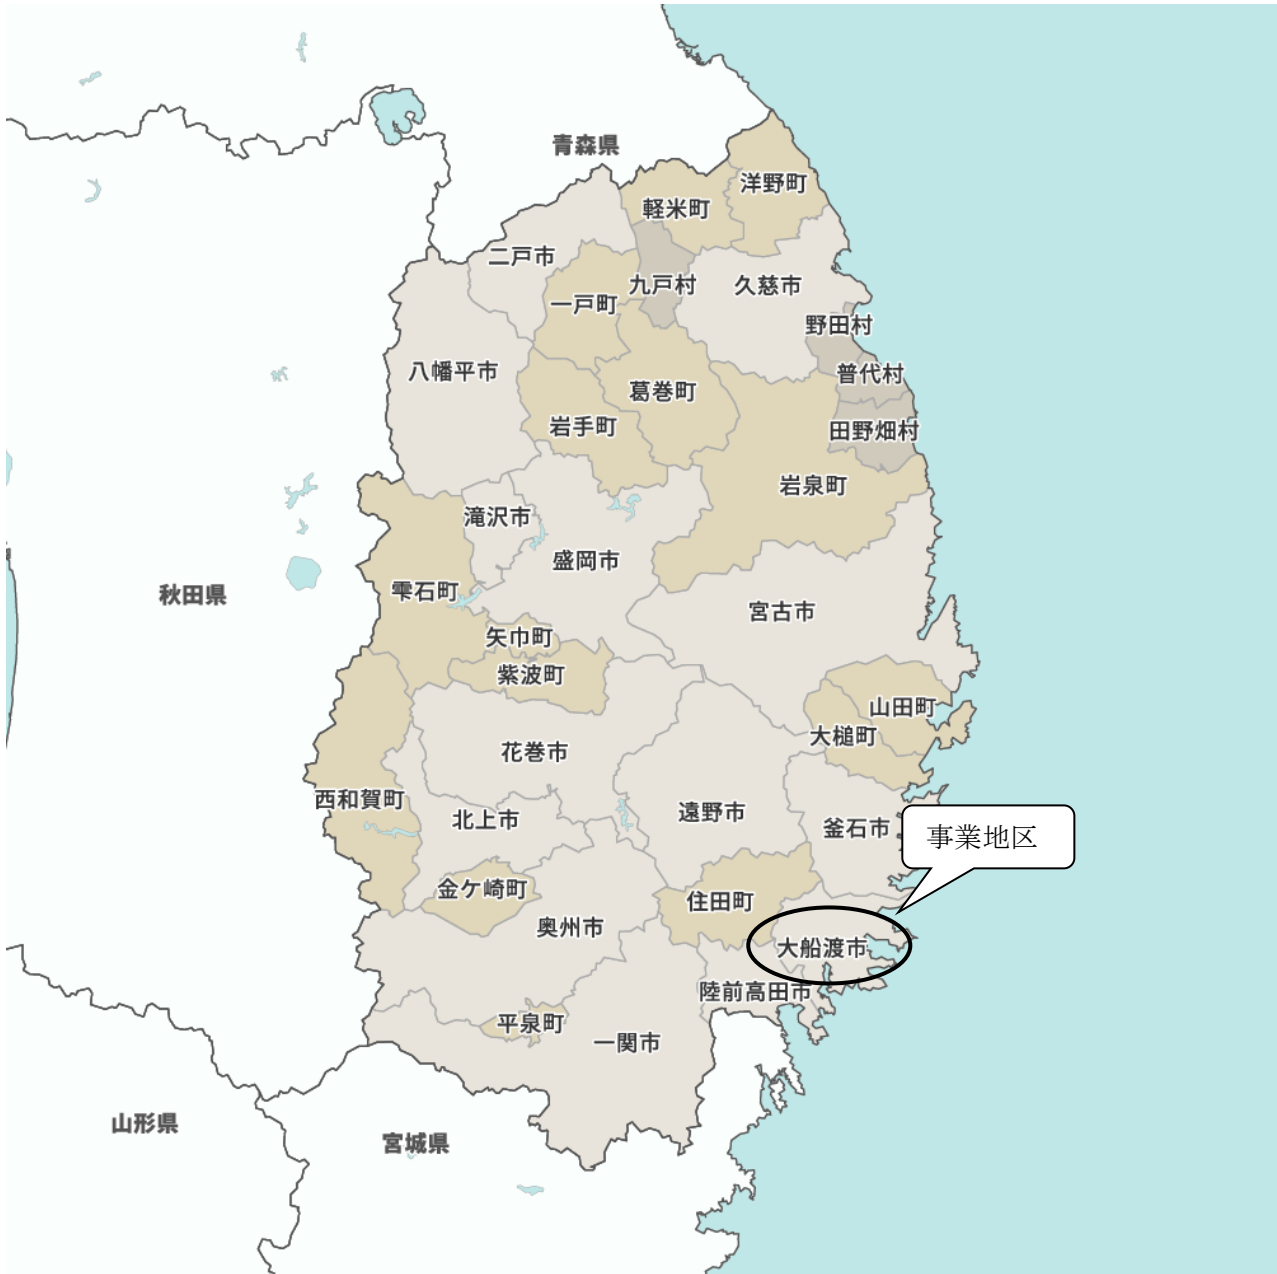 青森県
洋野町
軽米町
二戸市
九戸村
久慈市
一戸町
野田村
八幡平市
普代村
葛巻町
岩手町
田野畑村
岩泉町
滝沢市
盛岡市
雫石町
秋田県
宮古市
矢巾町
紫波町
山田町
大槌町
花巻市
西和賀町
遠野市
北上市
釜石市
事業地区
金ケ崎町
住田町
奥州市
大船渡市
陸前高田市
平泉町
一関市
山形県
宮城県